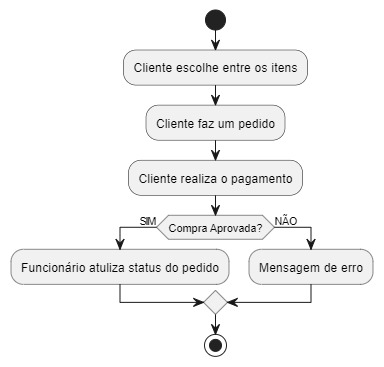 Cliente escolhe entre os itens
Cliente faz um pedido
Cliente realiza o pagamento
SIM
Compra Aprovada?
NÃO
Funcionário atuliza status do pedido
Mensagem de erro